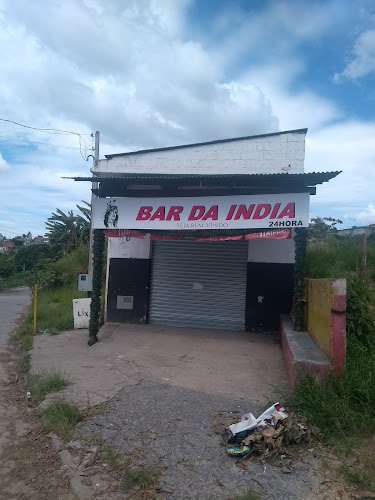 BAR DA INDIA
SEJA BEM VINDO
24HORA
LIX